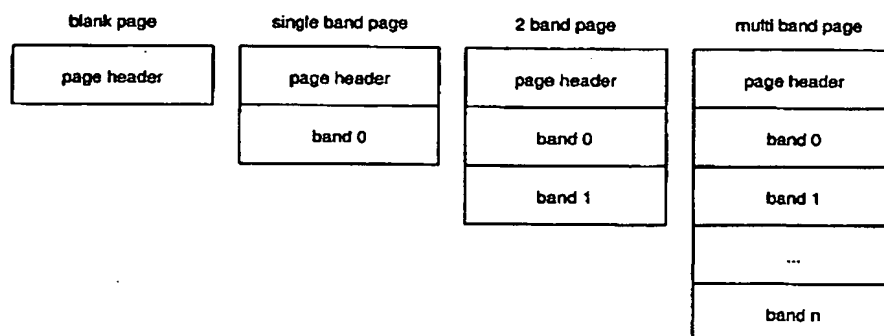 blank page
page header
single band page
page header
band 0
2 band page
page header
band 0
band 1
multi band page
page header
band 0
band 1
...
band n